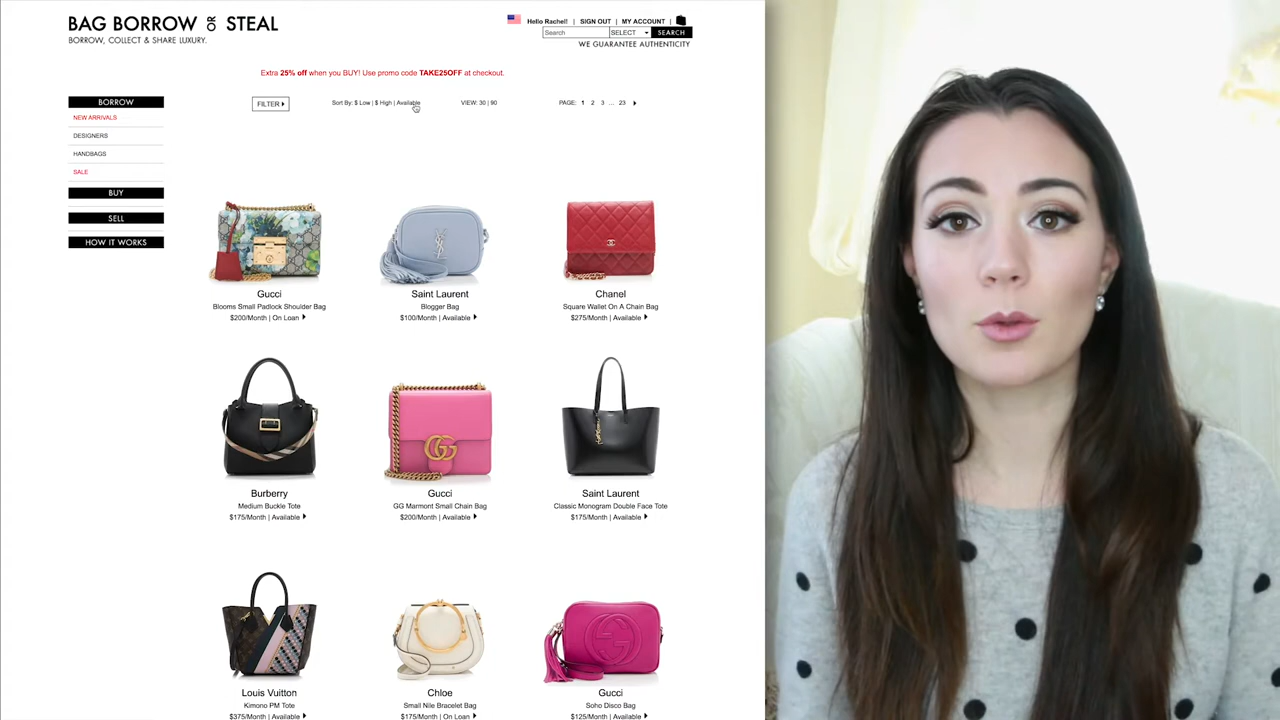 BAG BORROW OR STEAL
BORROW, COLLECT & SHARE LUXURY.
Hello Rachel! | SIGN OUT | MY ACCOUNT |
Search SELECT SEARCH
WE GUARANTEE AUTHENTICITY
Extra 25% off when you BUY! Use promo code TAKE25OFF at checkout.
FILTER
Sort By: $ Low | $ High | Available
VIEW: 30 | 90
PAGE: 1 2 3 ... 23
BORROW
NEW ARRIVALS
DESIGNERS
HANDBAGS
SALE
BUY
SELL
HOW IT WORKS
Gucci
Blooms Small Padlock Shoulder Bag
$200/Month | On Loan
Saint Laurent
Blogger Bag
$100/Month | Available
Chanel
Square Wallet On A Chain Bag
$275/Month | Available
Burberry
Medium Buckle Tote
$175/Month | Available
Gucci
GG Marmont Small Chain Bag
$200/Month | Available
Saint Laurent
Classic Monogram Double Face Tote
$175/Month | Available
Louis Vuitton
Kimono PM Tote
$375/Month | Available
Chloe
Small Nile Bracelet Bag
$175/Month | On Loan
Gucci
Soho Disco Bag
$125/Month | Available